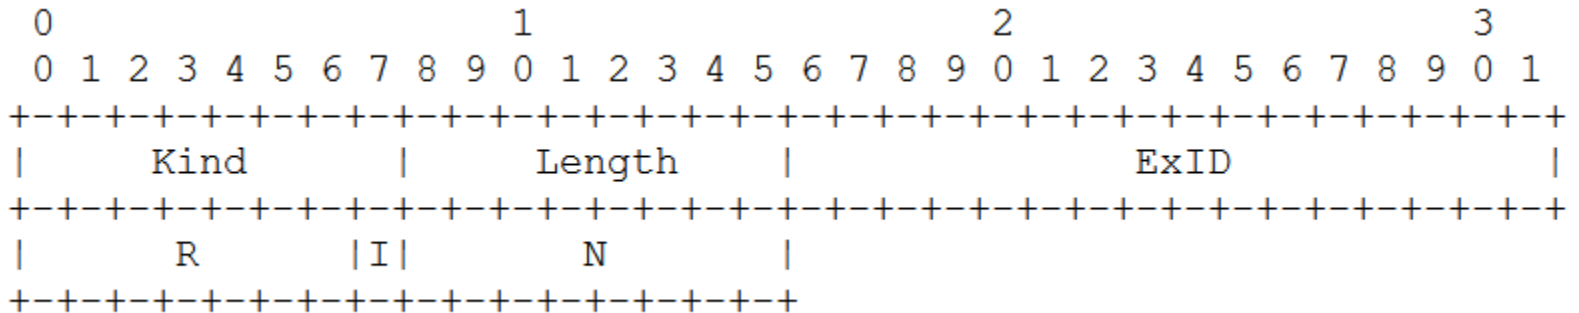 0                   1                   2                   3
 0 1 2 3 4 5 6 7 8 9 0 1 2 3 4 5 6 7 8 9 0 1 2 3 4 5 6 7 8 9 0 1
+-+-+-+-+-+-+-+-+-+-+-+-+-+-+-+-+-+-+-+-+-+-+-+-+-+-+-+-+-+-+-+-+
|     Kind      |     Length    |              ExID             |
+-+-+-+-+-+-+-+-+-+-+-+-+-+-+-+-+-+-+-+-+-+-+-+-+-+-+-+-+-+-+-+-+
|      R      |I|       N       |
+-+-+-+-+-+-+-+-+-+-+-+-+-+-+-+-+